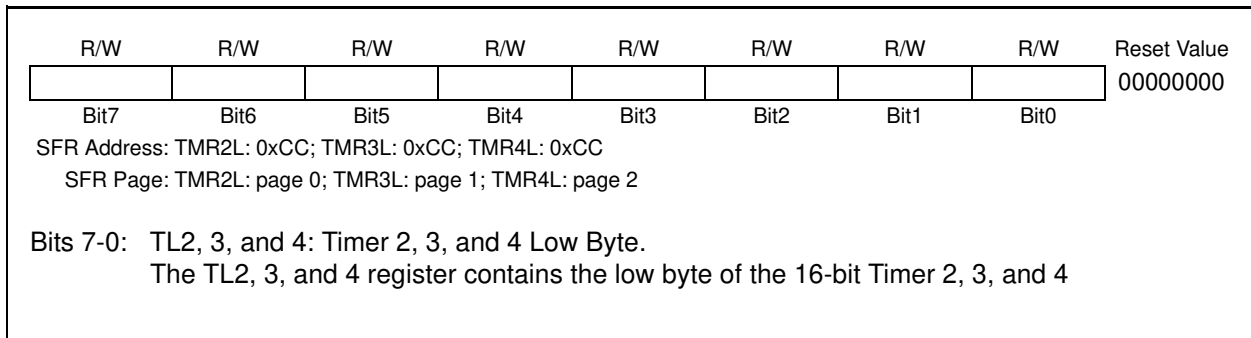 R/W R/W R/W R/W R/W R/W R/W R/W Reset Value
00000000
Bit7 Bit6 Bit5 Bit4 Bit3 Bit2 Bit1 Bit0
SFR Address: TMR2L: 0xCC; TMR3L: 0xCC; TMR4L: 0xCC
SFR Page: TMR2L: page 0; TMR3L: page 1; TMR4L: page 2
Bits 7-0: TL2, 3, and 4: Timer 2, 3, and 4 Low Byte.
The TL2, 3, and 4 register contains the low byte of the 16-bit Timer 2, 3, and 4